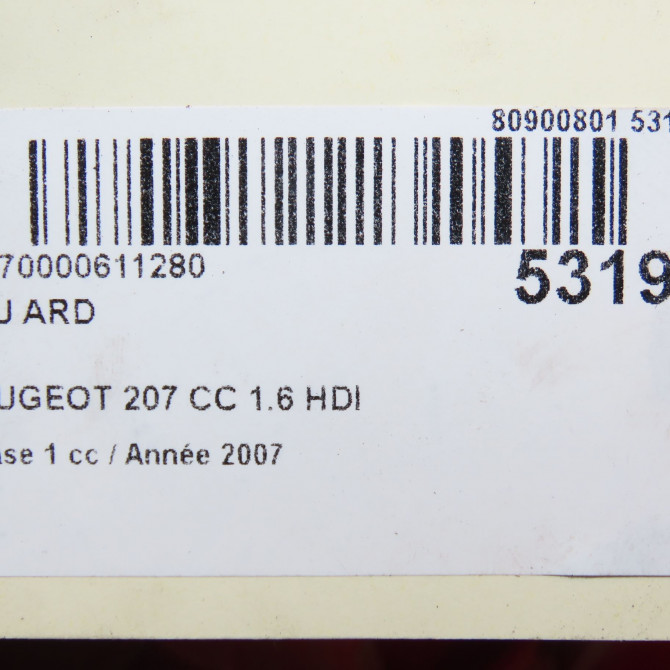 80900801 531
70000611280
5319
U ARD
UGEOT 207 CC 1.6 HDI
ase 1 cc / Année 2007